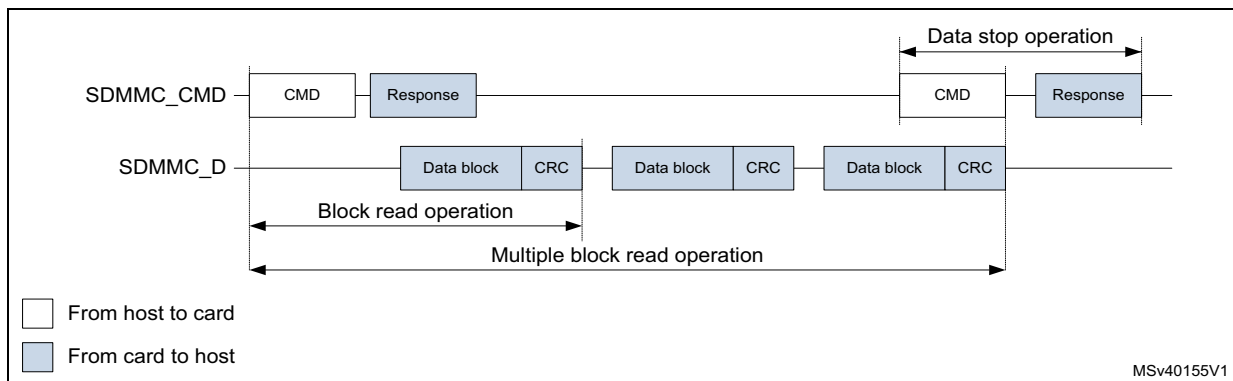 Data stop operation
SDMMC_CMD CMD Response CMD Response
SDMMC_D Data block CRC Data block CRC Data block CRC
Block read operation
Multiple block read operation
From host to card
From card to host
MSv40155V1